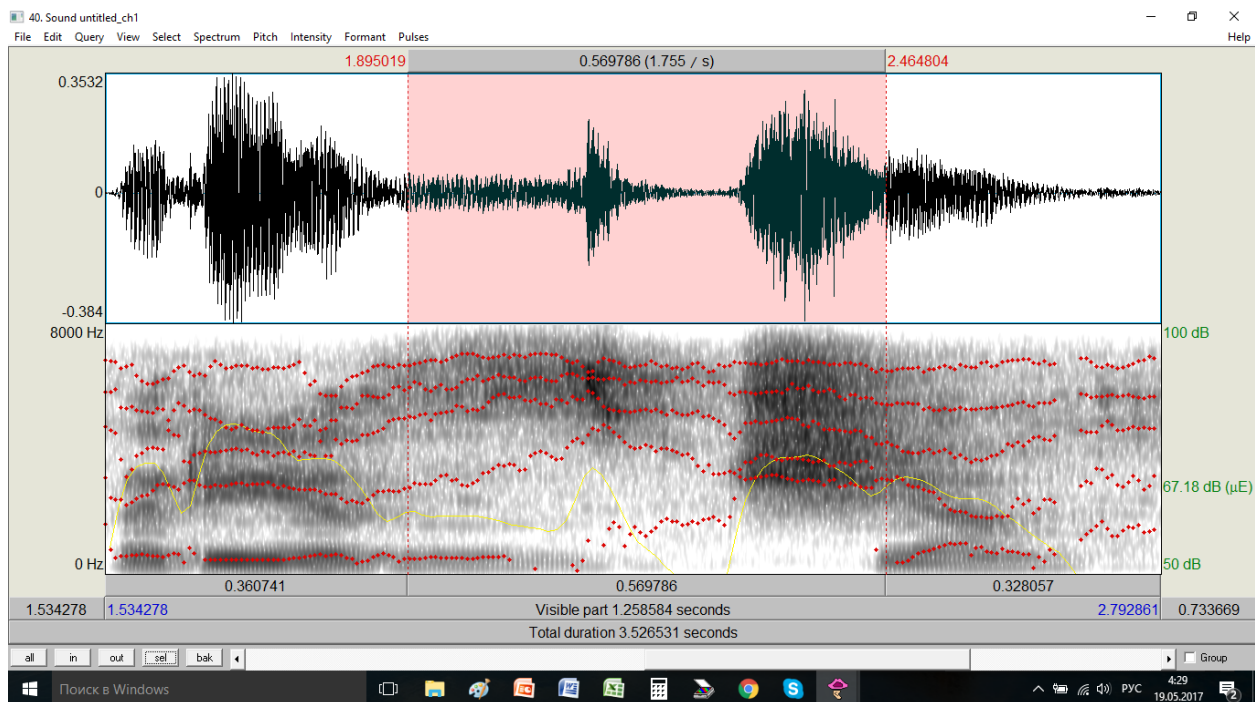 40. Sound untitled_ch1
File Edit Query View Select Spectrum Pitch Intensity Formant Pulses Help
1.895019 0.569786 (1.755 / s) 2.464804
0.3532
0
-0.384
8000 Hz 100 dB
67.18 dB (µE)
0 Hz 50 dB
0.360741 0.569786 0.328057
1.534278 1.534278 Visible part 1.258584 seconds 2.792861 0.733669
Total duration 3.526531 seconds
all in out sel bak Group
Поиск в Windows РУС 4:29
19.05.2017 2